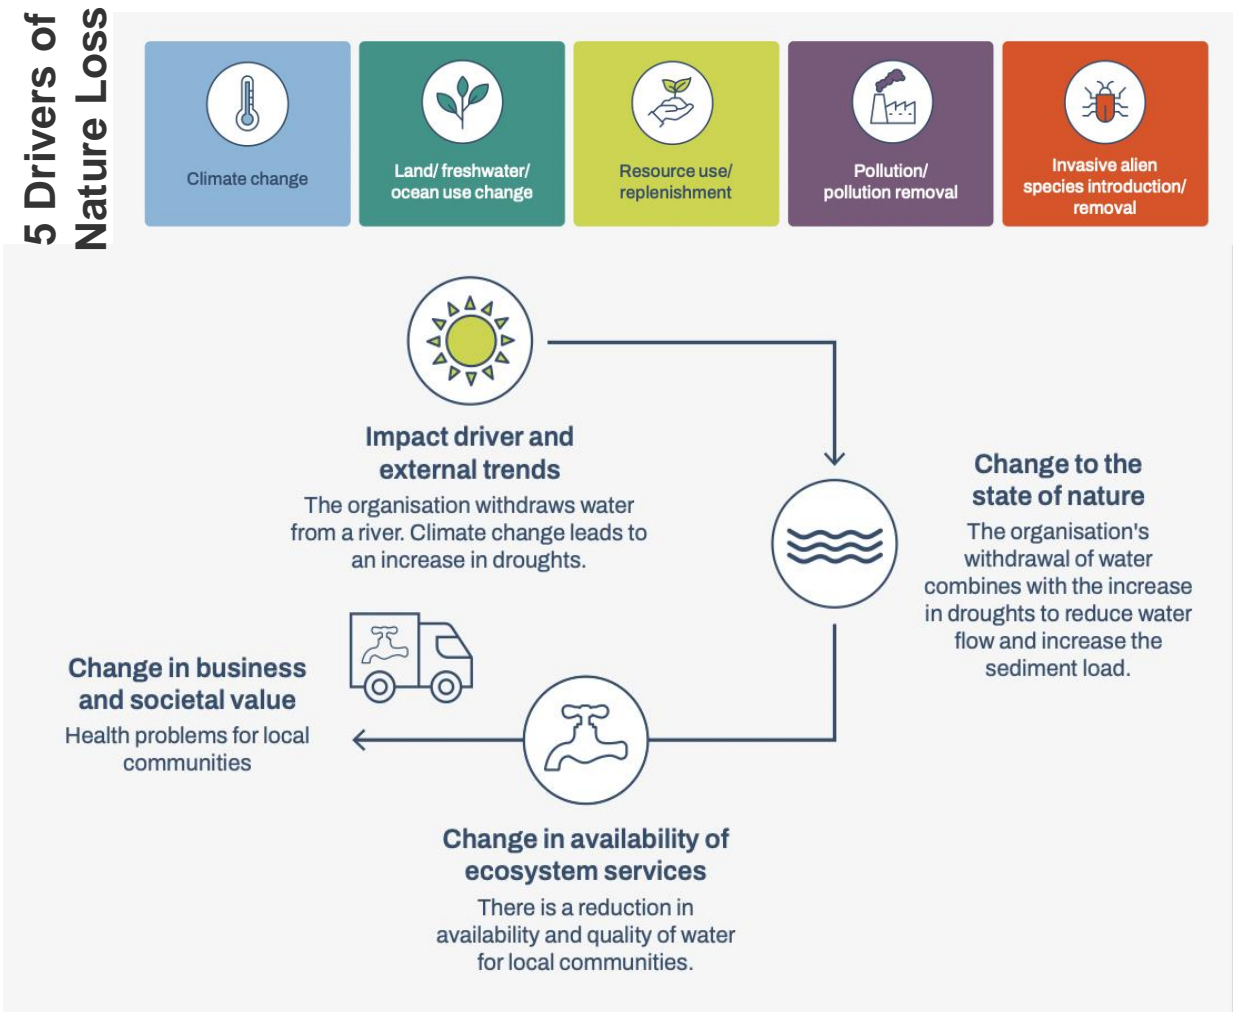 5 Drivers of
Nature Loss
Climate change
Land/ freshwater/
ocean use change
Resource use/
replenishment
Pollution/
pollution removal
Invasive alien
species introduction/
removal
Impact driver and
external trends
The organisation withdraws water
from a river. Climate change leads to
an increase in droughts.
Change to the
state of nature
The organisation's
withdrawal of water
combines with the increase
in droughts to reduce water
flow and increase the
sediment load.
Change in availability of
ecosystem services
There is a reduction in
availability and quality of water
for local communities.
Change in business
and societal value
Health problems for local
communities